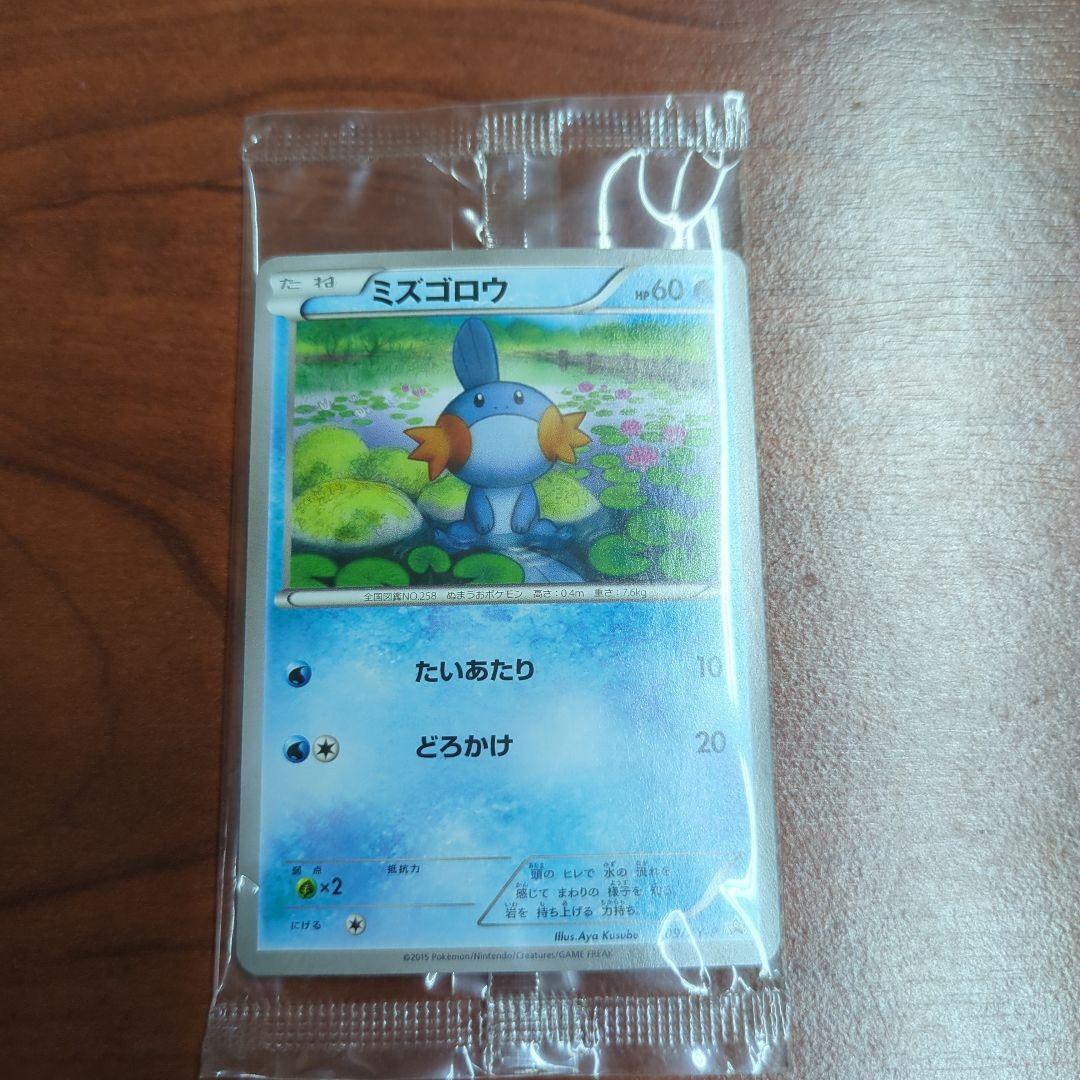 たね ミズゴロウ HP60
全国図鑑NO.258 ぬまうおポケモン 高さ:0.4m 重さ:7.6kg
たいあたり 10
どろかけ 20
弱点 抵抗力
×2
にげる
頭の ヒレで 水の 流れを
感じて まわりの 様子を 知る。
岩を 持ち上げる 力持ち。
Illus.Aya Kusube
©2015 Pokémon/Nintendo/Creatures/GAME FREAK